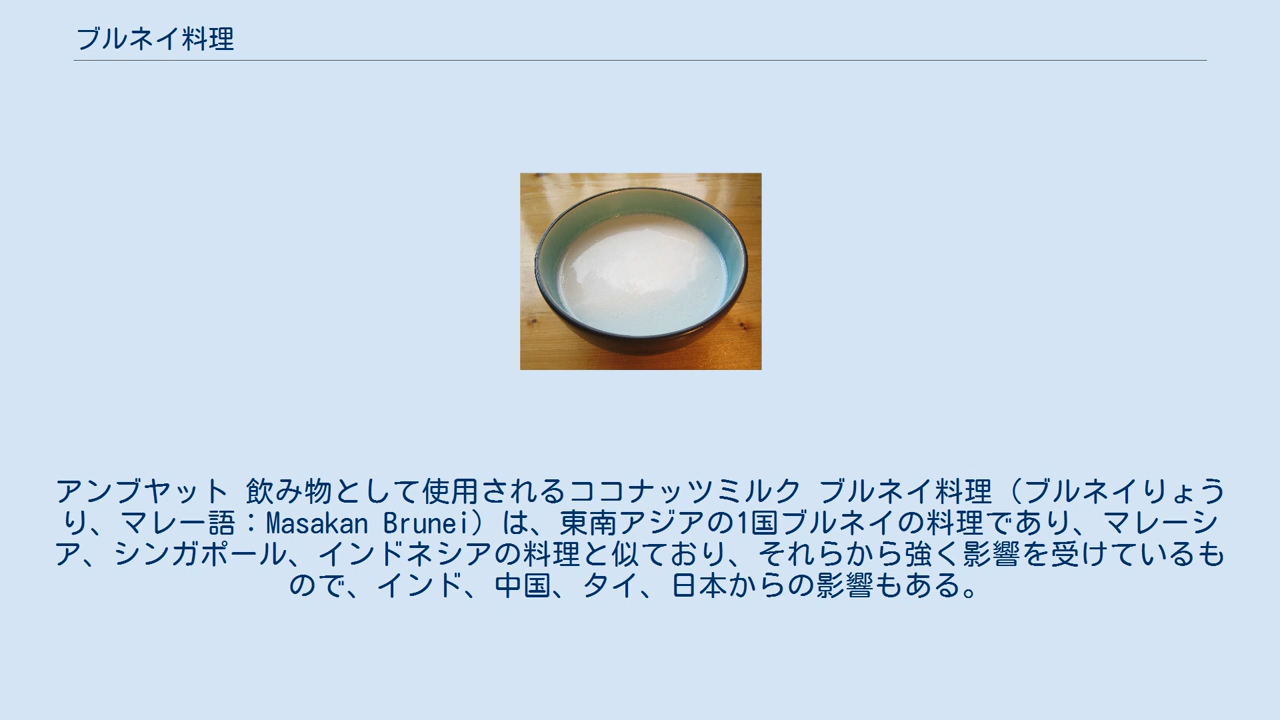 ブルネイ料理
アンブヤット 飲み物として使用されるココナッツミルク ブルネイ料理（ブルネイりょう
り、マレー語：Masakan Brunei）は、東南アジアの1国ブルネイの料理であり、マレーシ
ア、シンガポール、インドネシアの料理と似ており、それらから強く影響を受けているも
ので、インド、中国、タイ、日本からの影響もある。